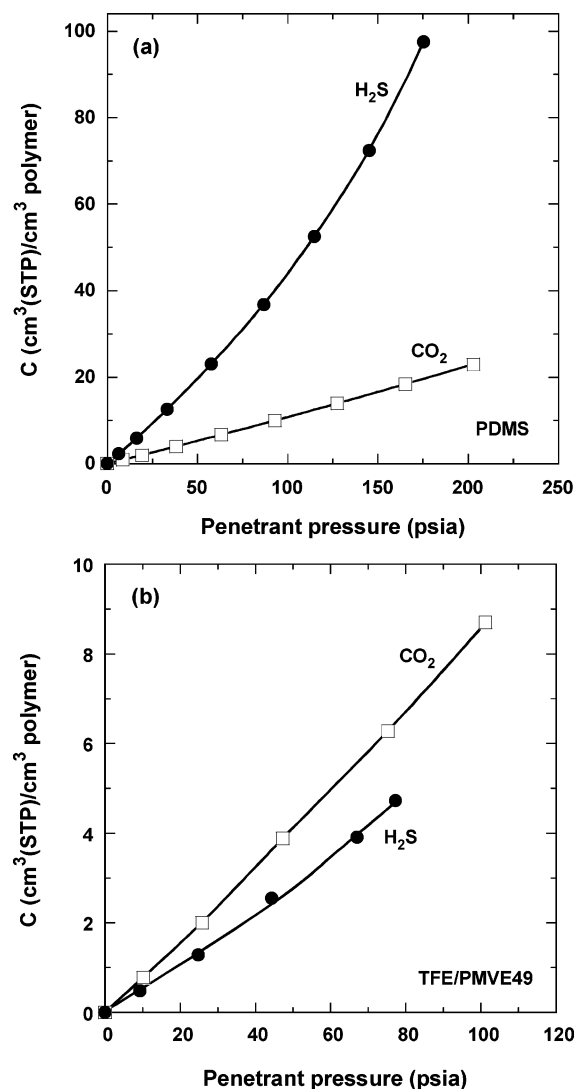 (a)
100
80
60
40
20
0
C (cm³(STP)/cm³ polymer)
H₂S
CO₂
PDMS
0 50 100 150 200 250
Penetrant pressure (psia)
(b)
10
8
6
4
2
0
C (cm³(STP)/cm³ polymer)
CO₂
H₂S
TFE/PMVE49
0 20 40 60 80 100 120
Penetrant pressure (psia)